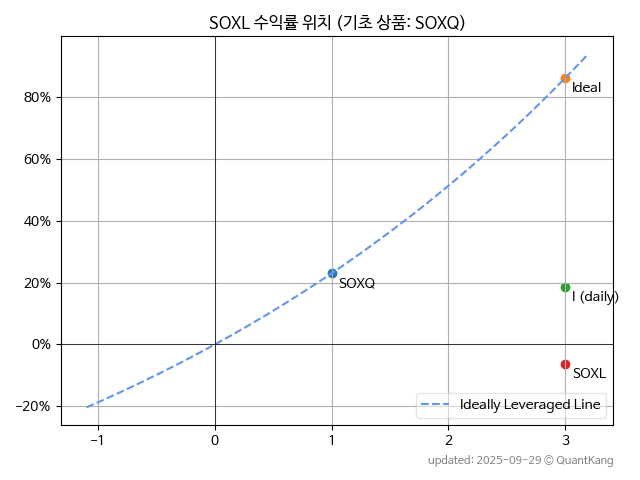 SOXL 수익률 위치 (기초 상품: SOXQ)
80%
60%
40%
20%
0%
−20%
Ideal
SOXQ
I (daily)
SOXL
Ideally Leveraged Line
−1 0 1 2 3
updated: 2025-09-29 © QuantKang